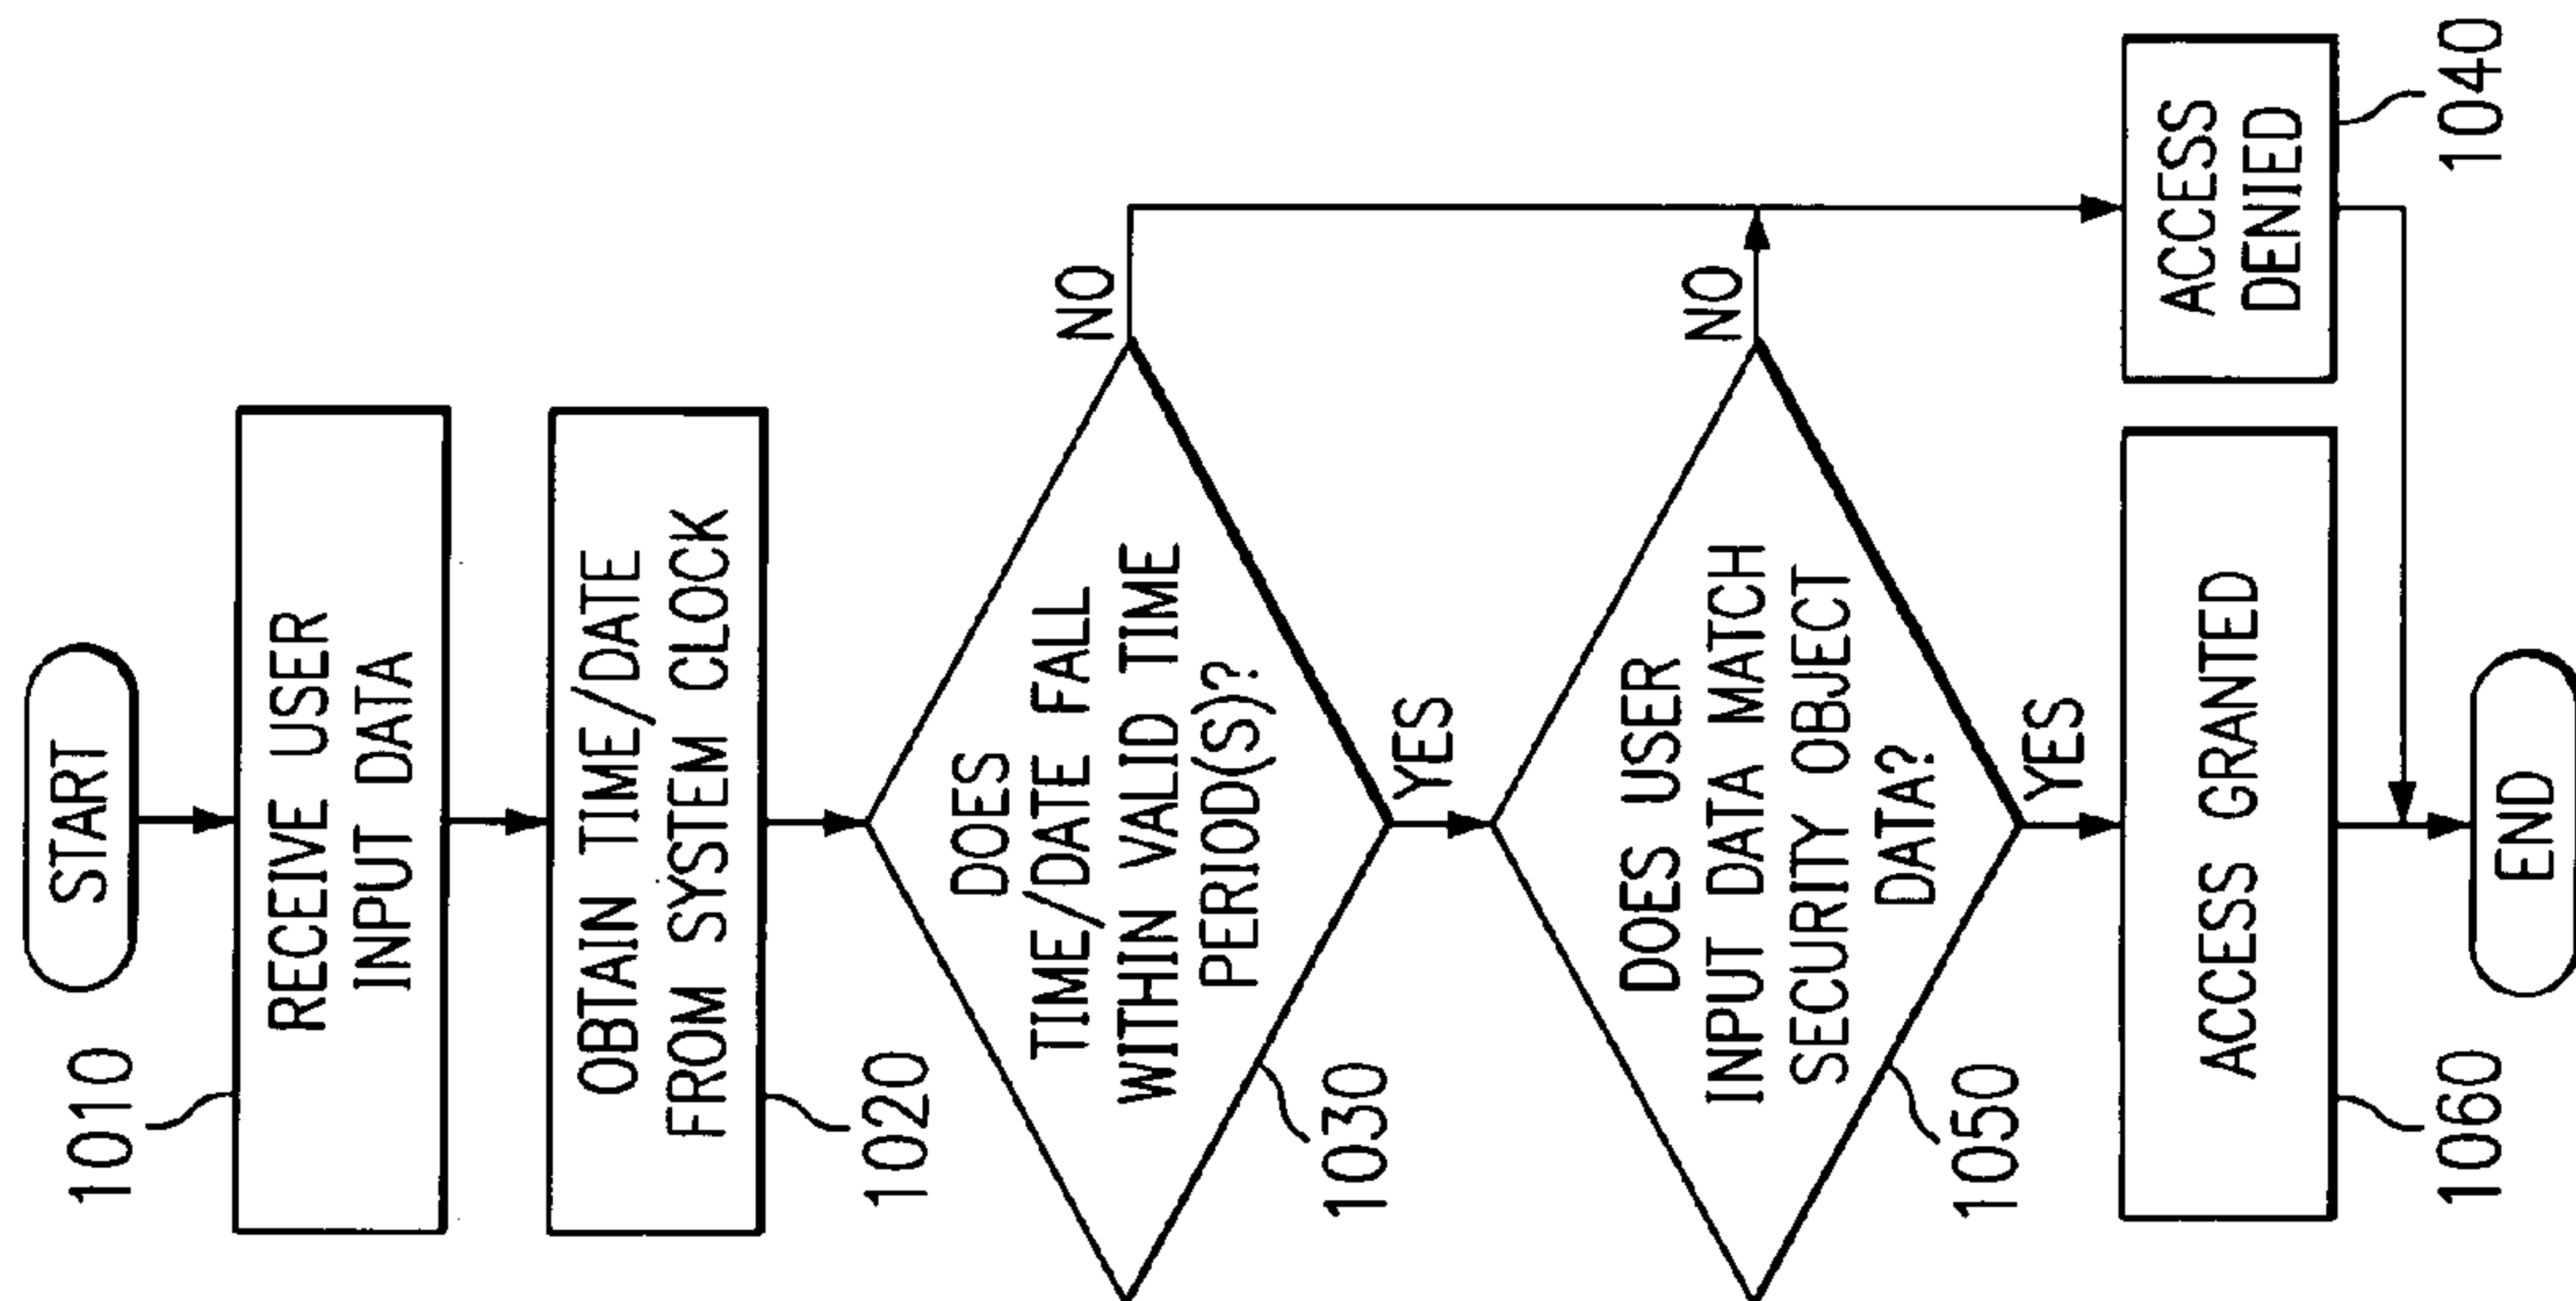 START
1010
RECEIVE USER
INPUT DATA
OBTAIN TIME/DATE
FROM SYSTEM CLOCK
1020
DOES
TIME/DATE FALL
WITHIN VALID TIME
PERIOD(S)?
NO
1030
YES
DOES USER
INPUT DATA MATCH
SECURITY OBJECT
DATA?
NO
1050
YES
ACCESS GRANTED
1060
ACCESS
DENIED
1040
END